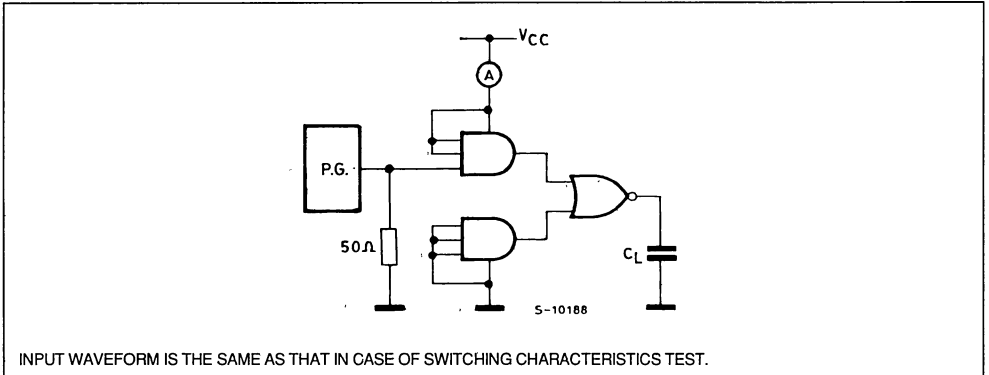 VCC
A
P.G.
50Ω
CL
S-10188
INPUT WAVEFORM IS THE SAME AS THAT IN CASE OF SWITCHING CHARACTERISTICS TEST.